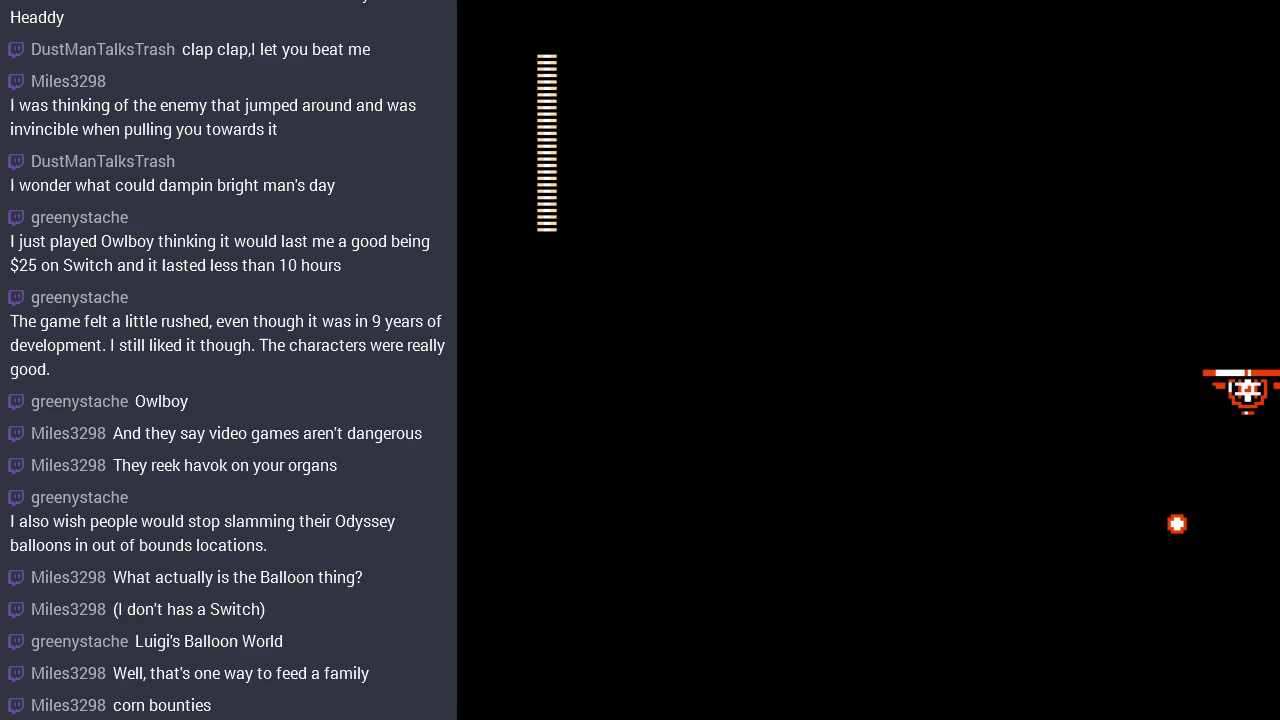 Headdy
DustManTalksTrash clap clap,I let you beat me
Miles3298
I was thinking of the enemy that jumped around and was
invincible when pulling you towards it
DustManTalksTrash
I wonder what could dampin bright man's day
greenystache
I just played Owlboy thinking it would last me a good being
$25 on Switch and it lasted less than 10 hours
greenystache
The game felt a little rushed, even though it was in 9 years of
development. I still liked it though. The characters were really
good.
greenystache Owlboy
Miles3298 And they say video games aren't dangerous
Miles3298 They reek havok on your organs
greenystache
I also wish people would stop slamming their Odyssey
balloons in out of bounds locations.
Miles3298 What actually is the Balloon thing?
Miles3298 (I don't has a Switch)
greenystache Luigi's Balloon World
Miles3298 Well, that's one way to feed a family
Miles3298 corn bounties